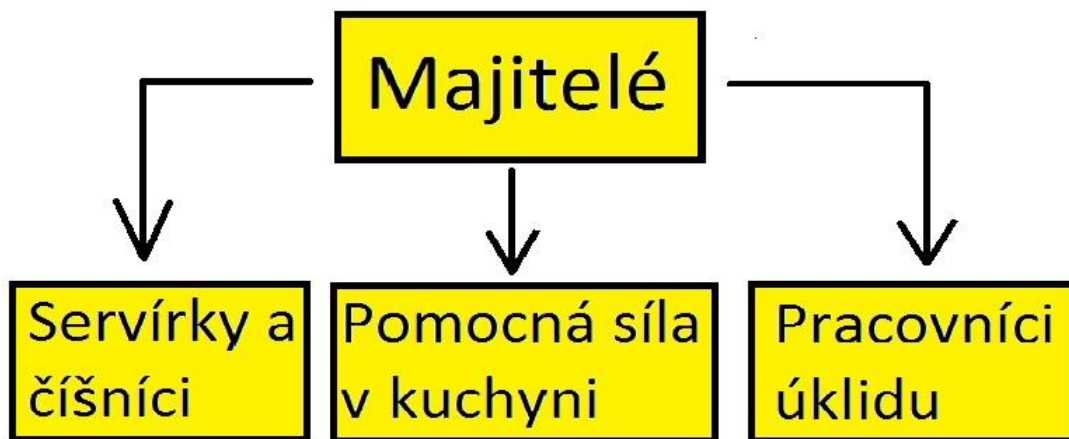 Majitelé
Servírky a
číšníci
Pomocná síla
v kuchyni
Pracovníci
úklidu